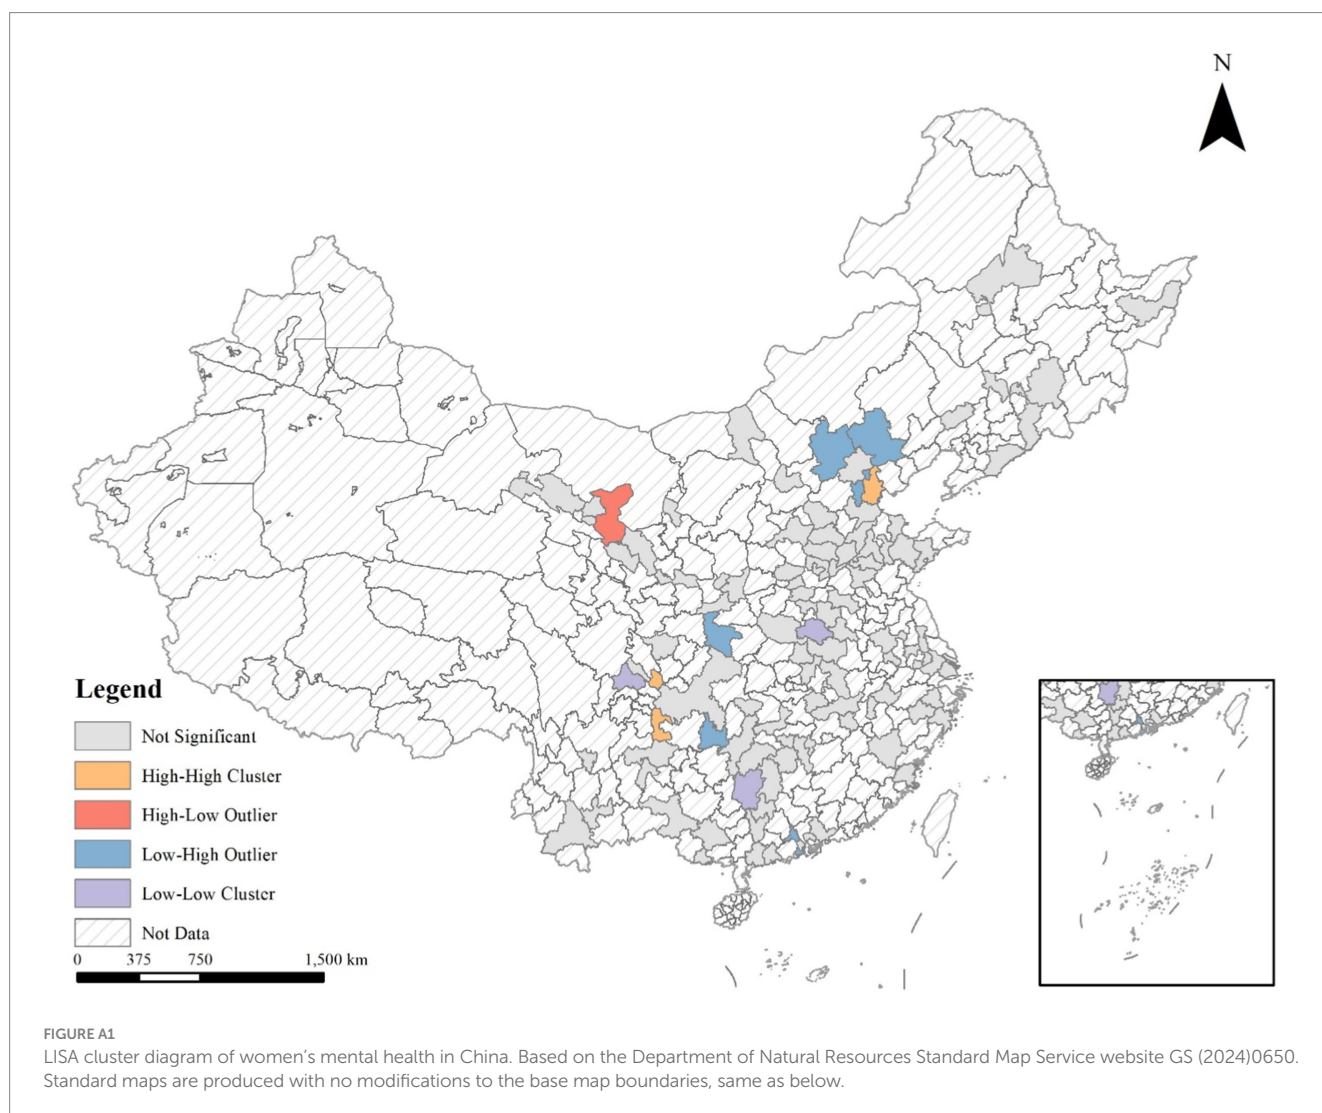 N
Legend
Not Significant
High-High Cluster
High-Low Outlier
Low-High Outlier
Low-Low Cluster
Not Data
0 375 750 1,500 km
FIGURE A1
LISA cluster diagram of women's mental health in China. Based on the Department of Natural Resources Standard Map Service website GS (2024)0650.
Standard maps are produced with no modifications to the base map boundaries, same as below.